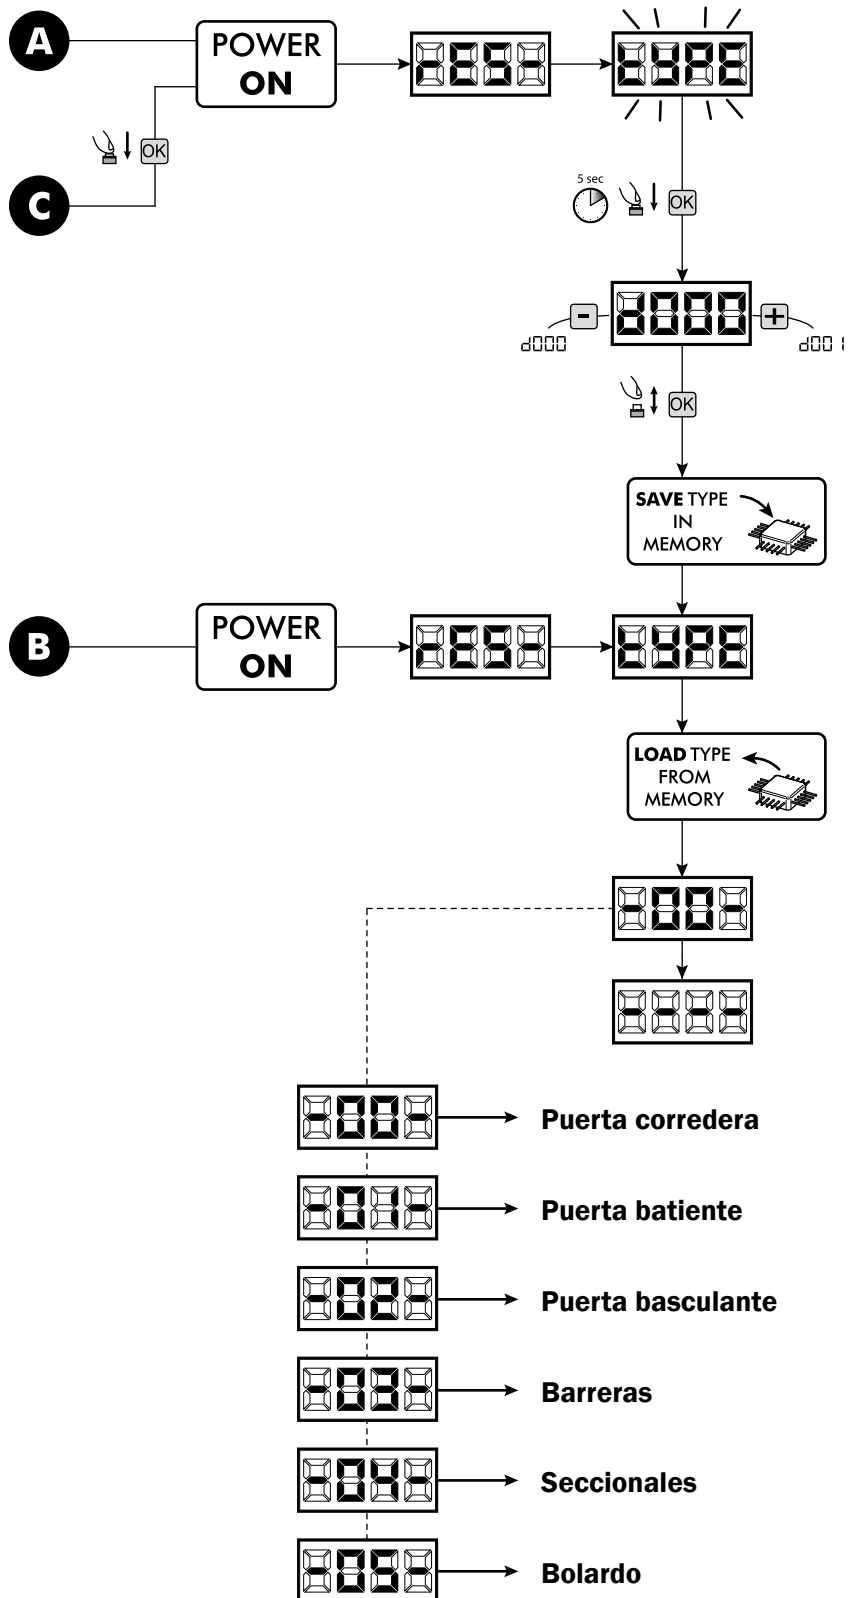 A
POWER
ON
rES-
tyPE
OK
C
5 sec
OK
-
d000
+
d000
d001
OK
SAVE TYPE
IN
MEMORY
B
POWER
ON
rES-
tyPE
LOAD TYPE
FROM
MEMORY
-00-
----
-00-
Puerta corredera
-01-
Puerta batiente
-02-
Puerta basculante
-03-
Barreras
-04-
Seccionales
-05-
Bolardo